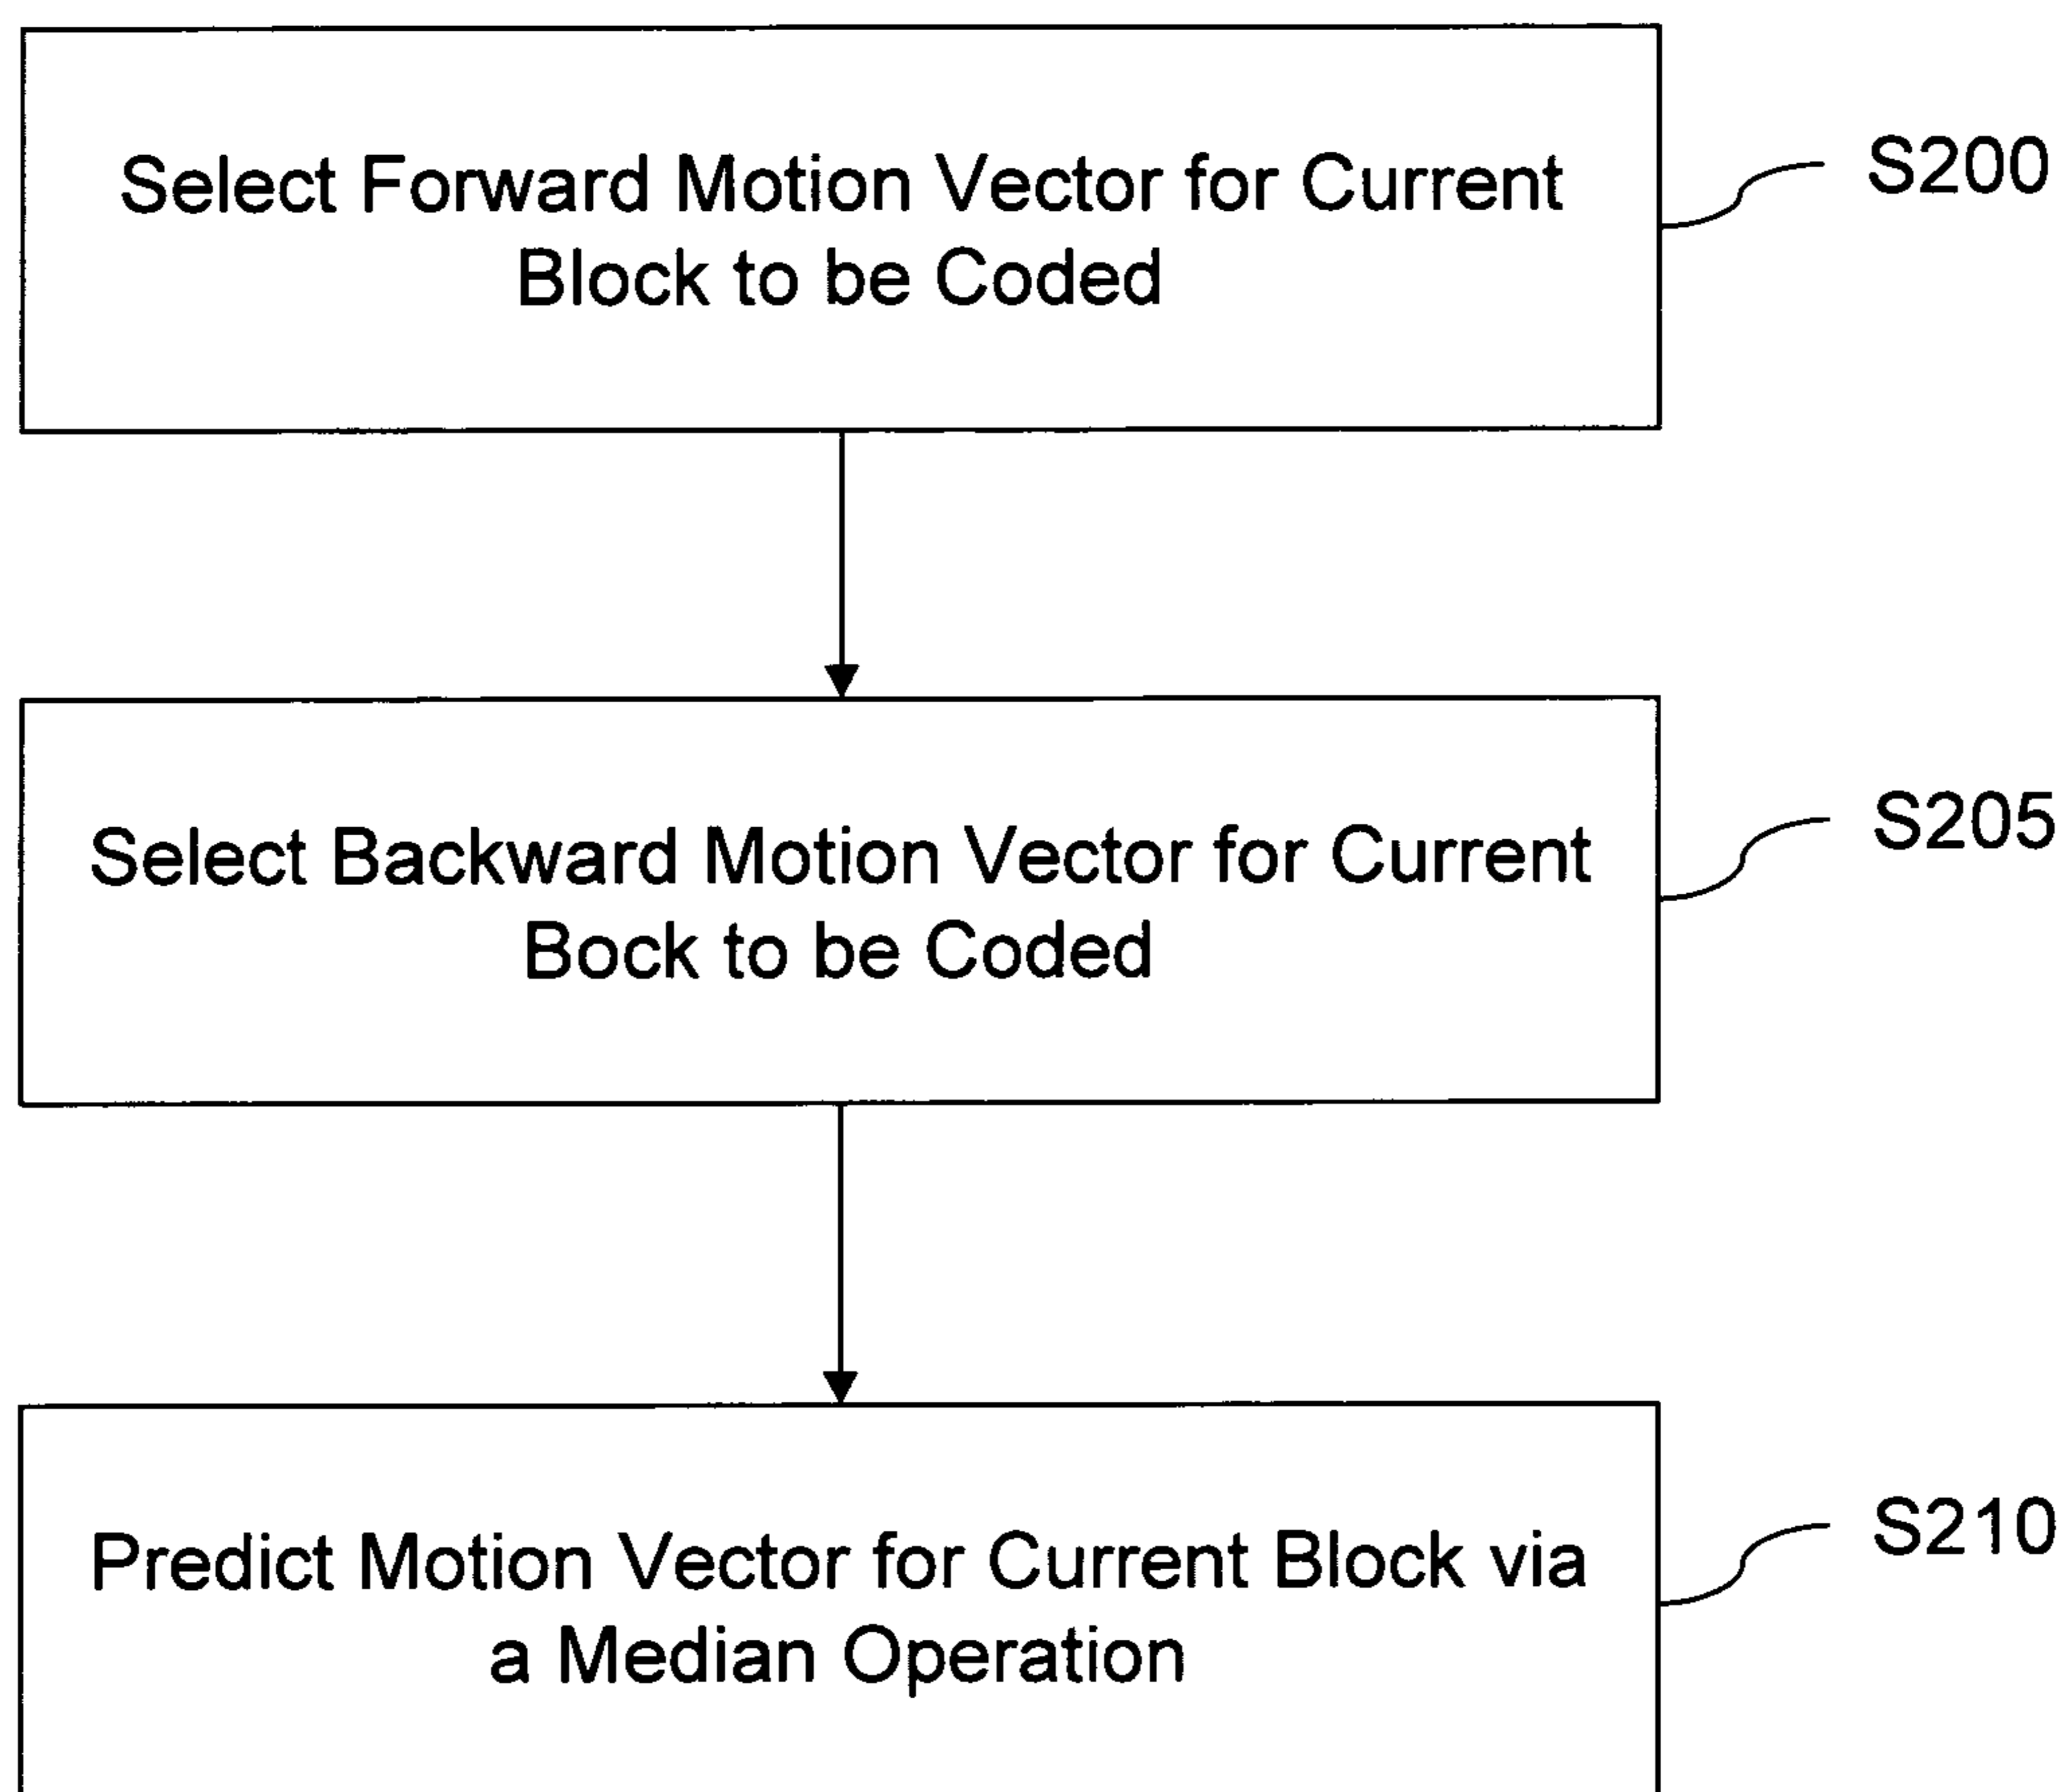 Select Forward Motion Vector for Current
Block to be Coded
S200
Select Backward Motion Vector for Current
Bock to be Coded
S205
Predict Motion Vector for Current Block via
a Median Operation
S210